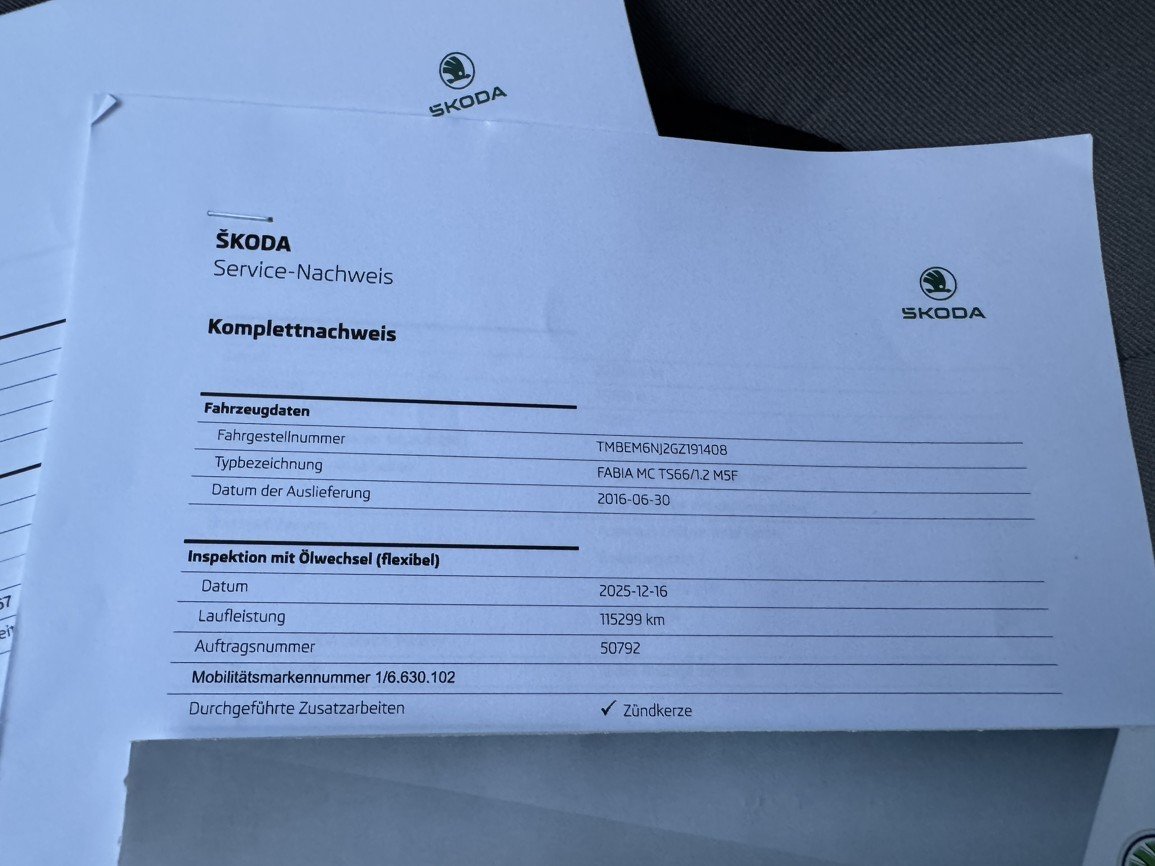 ŠKODA
ŠKODA
Service-Nachweis
ŠKODA
Komplettnachweis
Fahrzeugdaten
Fahrgestellnummer TMBEM6NJ2GZ191408
Typbezeichnung FABIA MC TS66/1.2 M5F
Datum der Auslieferung 2016-06-30
Inspektion mit Ölwechsel (flexibel)
Datum 2025-12-16
Laufleistung 115299 km
Auftragsnummer 50792
Mobilitätsmarkennummer 1/6.630.102
Durchgeführte Zusatzarbeiten ✓ Zündkerze